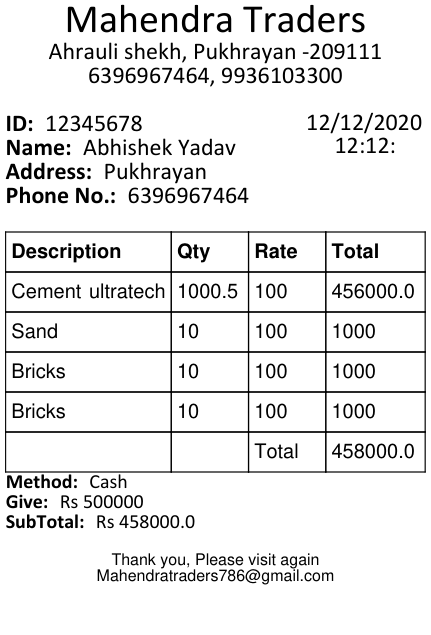 Mahendra Traders
Ahrauli shekh, Pukhrayan -209111
6396967464, 9936103300
ID: 12345678 12/12/2020
Name: Abhishek Yadav 12:12:
Address: Pukhrayan
Phone No.: 6396967464
Description Qty Rate Total
Cement ultratech 1000.5 100 456000.0
Sand 10 100 1000
Bricks 10 100 1000
Bricks 10 100 1000
Total 458000.0
Method: Cash
Give: Rs 500000
SubTotal: Rs 458000.0
Thank you, Please visit again
Mahendratraders786@gmail.com